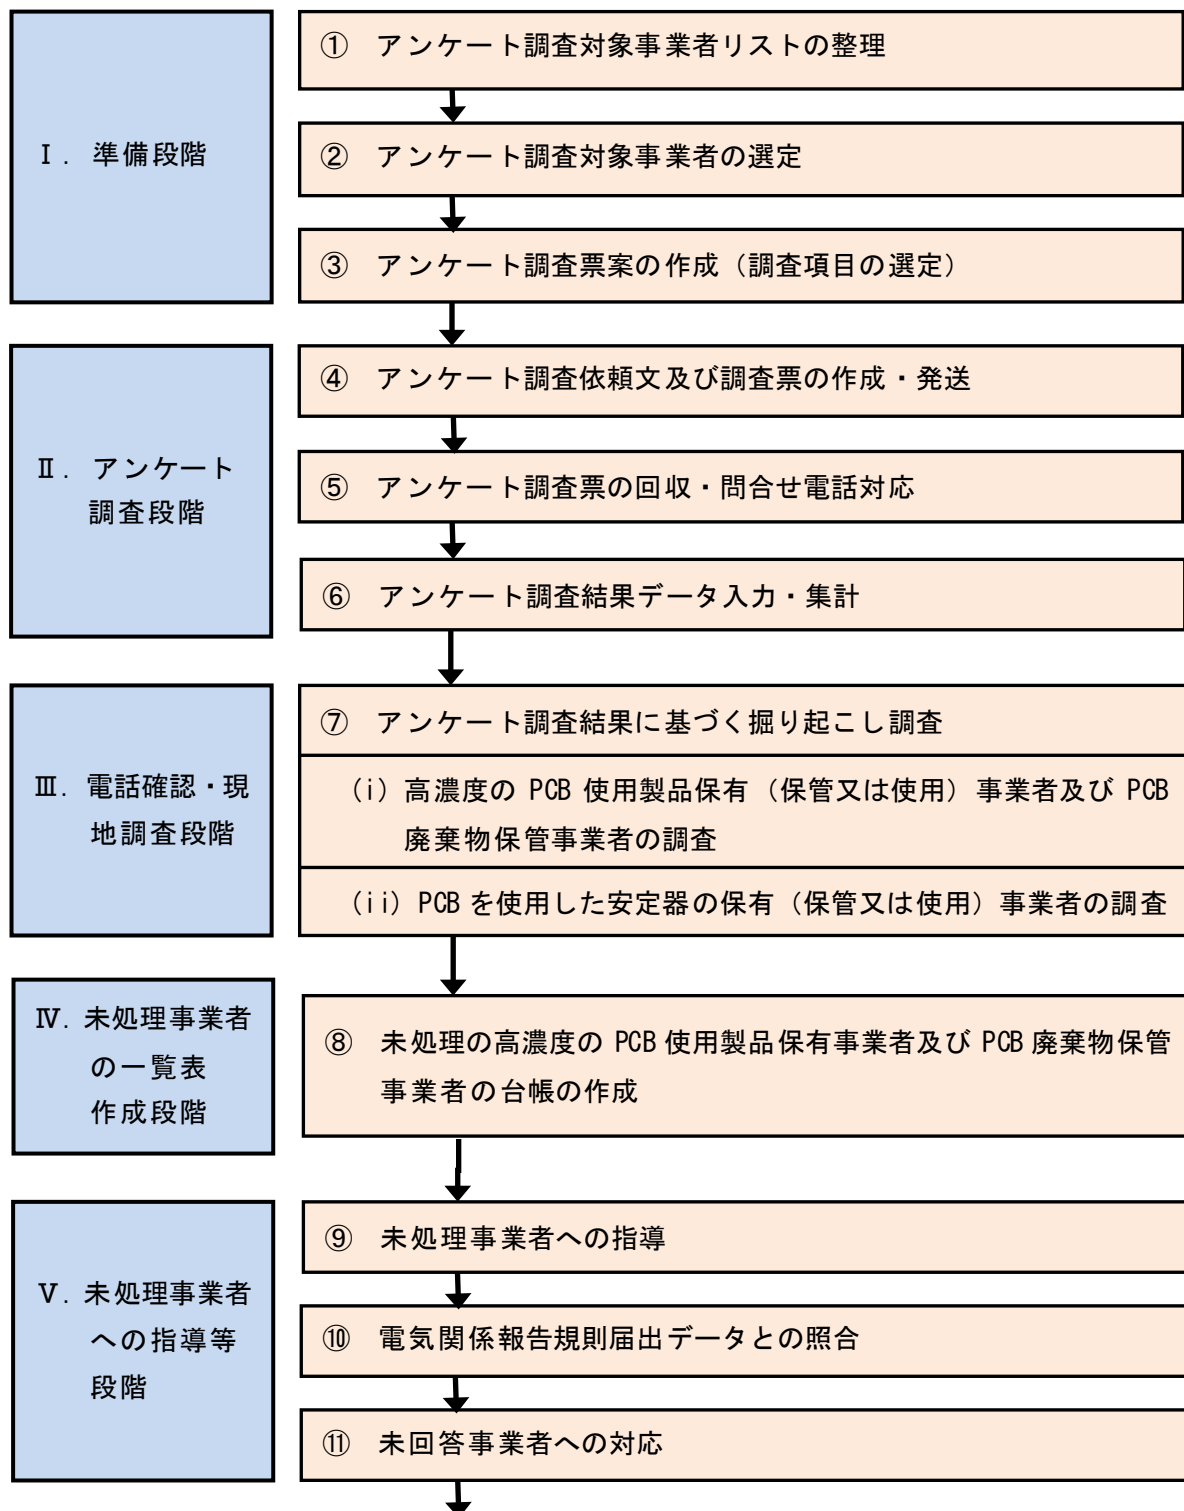 Ⅰ．準備段階
① アンケート調査対象事業者リストの整理
② アンケート調査対象事業者の選定
③ アンケート調査票案の作成（調査項目の選定）
Ⅱ．アンケート
調査段階
④ アンケート調査依頼文及び調査票の作成・発送
⑤ アンケート調査票の回収・問合せ電話対応
⑥ アンケート調査結果データ入力・集計
Ⅲ．電話確認・現
地調査段階
⑦ アンケート調査結果に基づく掘り起こし調査
（i）高濃度の PCB 使用製品保有（保管又は使用）事業者及び PCB
廃棄物保管事業者の調査
（ii）PCB を使用した安定器の保有（保管又は使用）事業者の調査
Ⅳ．未処理事業者
の一覧表
作成段階
⑧ 未処理の高濃度の PCB 使用製品保有事業者及び PCB 廃棄物保管
事業者の台帳の作成
Ⅴ．未処理事業者
への指導等
段階
⑨ 未処理事業者への指導
⑩ 電気関係報告規則届出データとの照合
⑪ 未回答事業者への対応